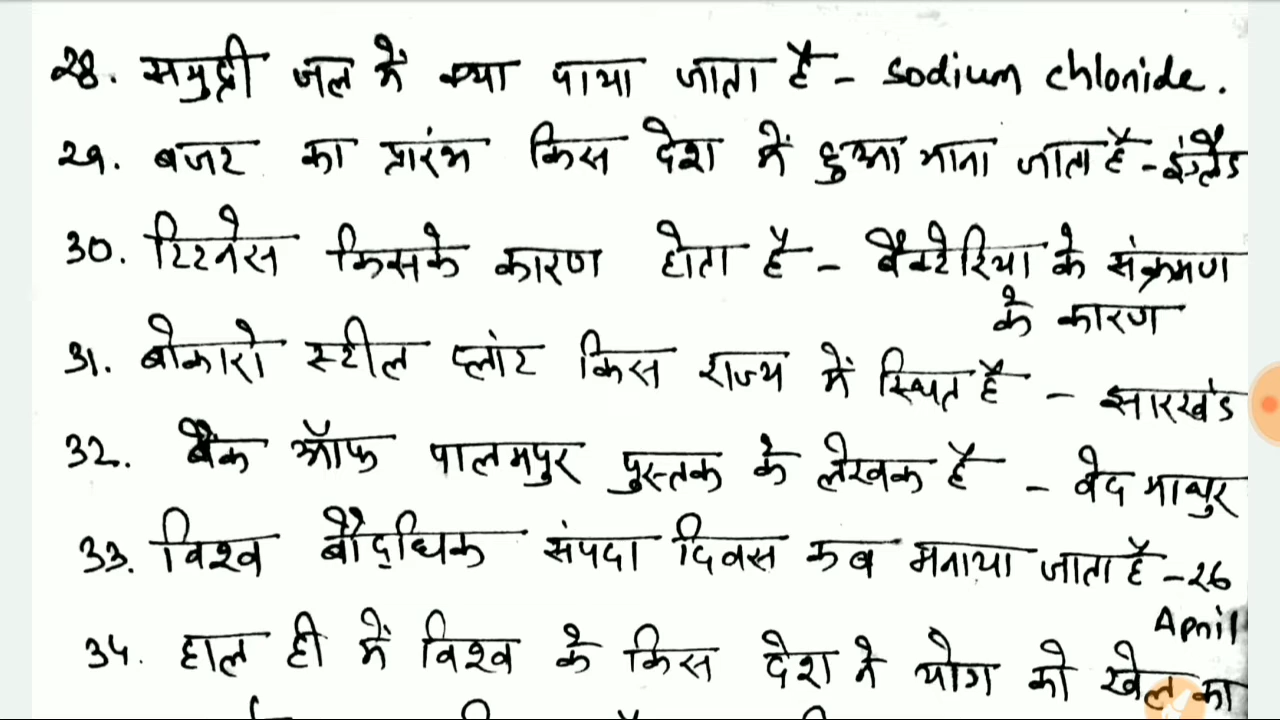 28. समुद्री जल में क्या पाया जाता है - sodium chloride.
29. बजट का प्रारंभ किस देश में हुआ माना जाता है - इंग्लैंड
30. टिटनेस किसके कारण होता है - बैक्टेरिया के संक्रमण
के कारण
31. बोकारो स्टील प्लांट किस राज्य में स्थित है - झारखंड
32. बैंक ऑफ पालमपुर पुस्तक के लेखक है - वेद माथुर
33. विश्व बौद्धिक संपदा दिवस कब मनाया जाता है - 26
April
34. हाल ही में विश्व के किस देश ने योग को खेल का